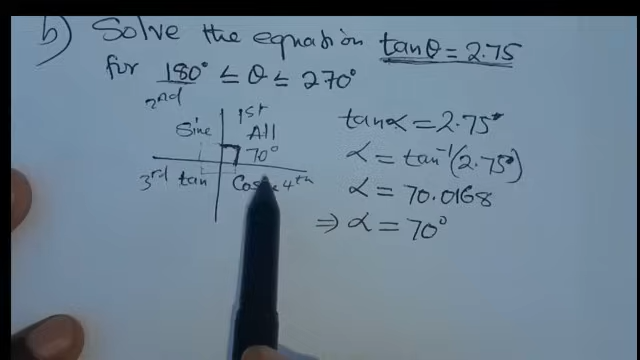 b) Solve the equation tanθ = 2.75
for 180° ≤ θ ≤ 270°
2nd 1st
Sine All
70°
3rd tan 4th
tanα = 2.75°
α = tan⁻¹(2.75°)
α = 70.0168
⇒ α = 70°